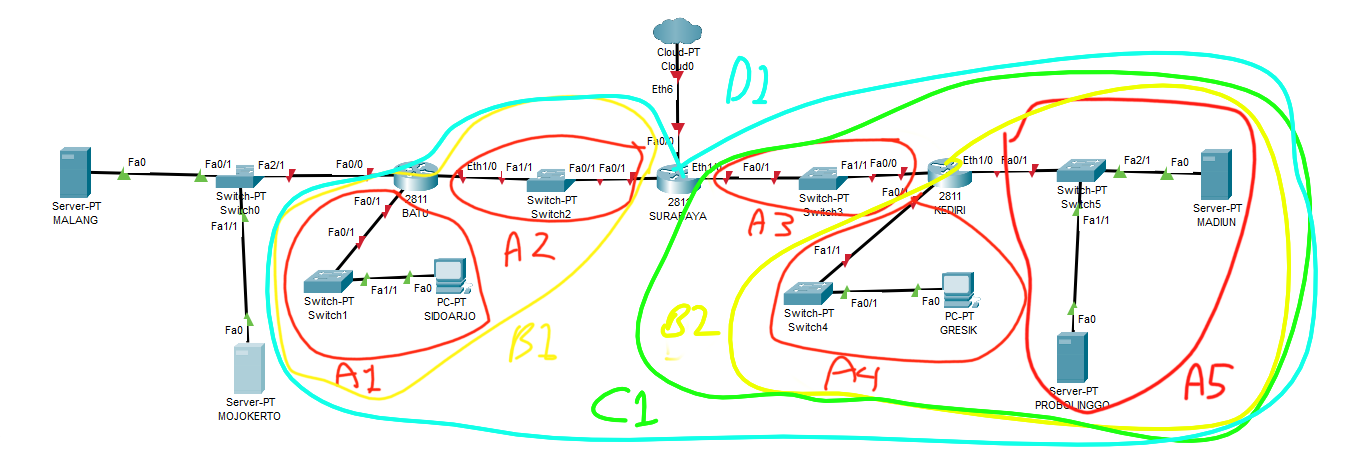 Cloud-PT
Cloud0
Eth6
D1
Fa0/0
Fa0
Fa0/1
Fa2/1
Fa0/0
Eth1/0
Fa1/1
Fa0/1
Fa0/1
Eth1/0
Fa0/1
Fa1/1
Fa0/0
Eth1/0
Fa0/1
Fa2/1
Fa0
Server-PT
MALANG
Switch-PT
Switch0
Fa1/1
2811
BATU
Fa0/1
Switch-PT
Switch2
SURABAYA
Switch-PT
Switch3
Fa0/1
2811
KEDIRI
Switch-PT
Switch5
Fa1/1
Server-PT
MADIUN
A2
A3
Fa0/1
Switch-PT
Switch1
Fa1/1
Fa0
PC-PT
SIDOARJO
Fa1/1
Switch-PT
Switch4
Fa0/1
Fa0
PC-PT
GRESIK
B1
B2
Fa0
Server-PT
MOJOKERTO
A1
C1
A4
Fa0
Server-PT
PROBOLINGGO
A5